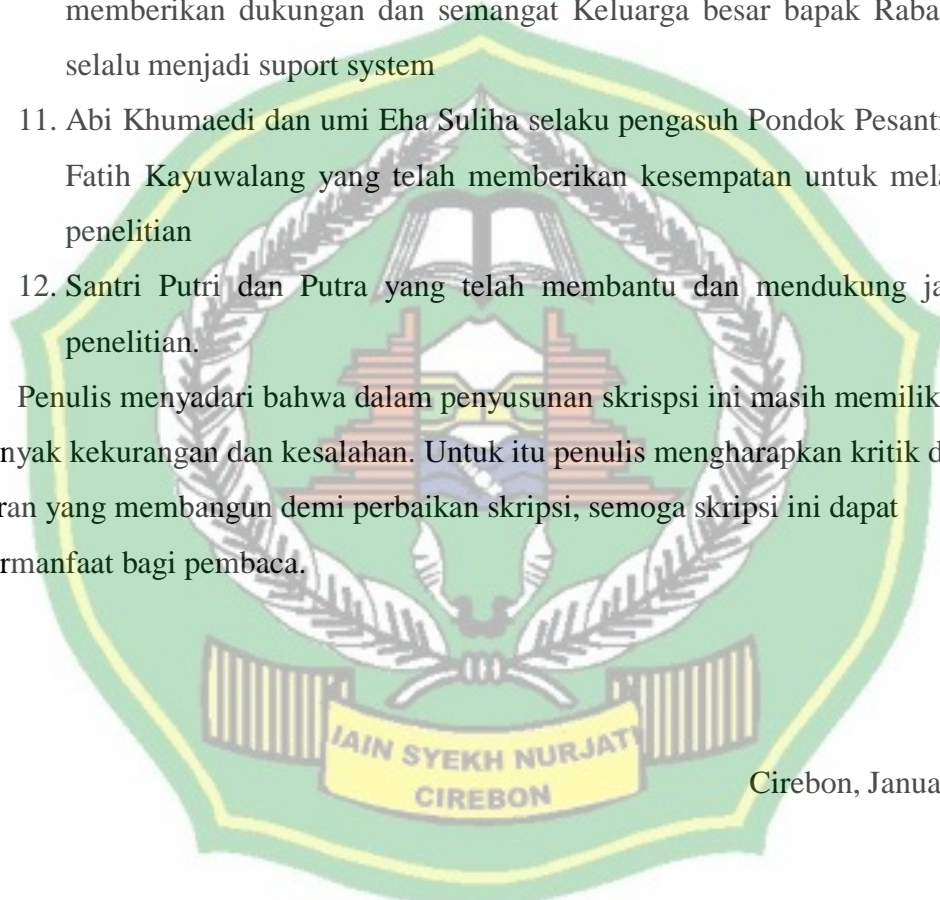 memberikan dukungan dan semangat Keluarga besar bapak Raba
selalu menjadi suport system
11. Abi Khumaedi dan umi Eha Suliha selaku pengasuh Pondok Pesant
Fatih Kayuwalang yang telah memberikan kesempatan untuk mela
penelitian
12. Santri Putri dan Putra yang telah membantu dan mendukung ja
penelitian.
Penulis menyadari bahwa dalam penyusunan skrispsi ini masih memilik
nyak kekurangan dan kesalahan. Untuk itu penulis mengharapkan kritik d
ran yang membangun demi perbaikan skripsi, semoga skripsi ini dapat
rmanfaat bagi pembaca.
IAIN SYEKH NURJATI
CIREBON
Cirebon, Janua